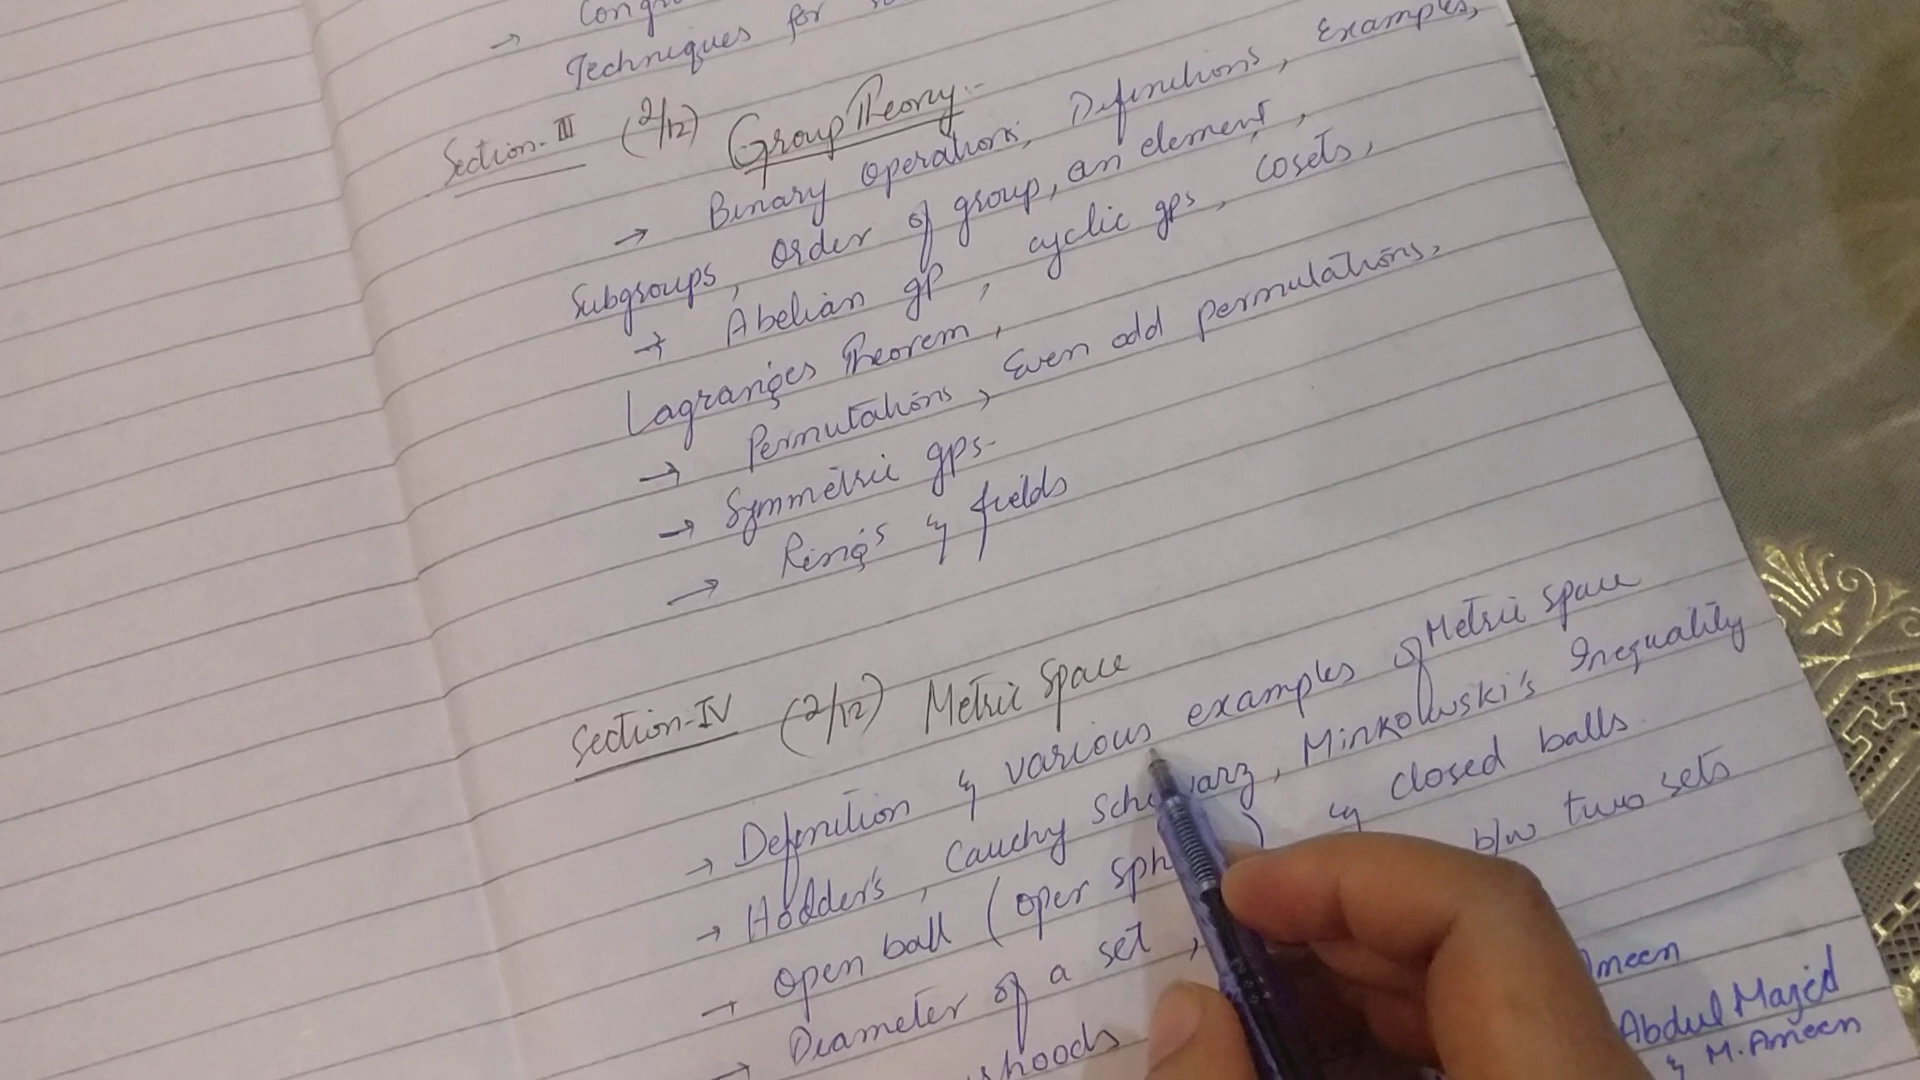 → Techniques for
Section-III (2/12) Group Theory:-
→ Binary operations, Definitions, Examples,
Subgroups, order of group, an element,
→ Abelian gp, cyclic gps, cosets,
Lagranges Theorem,
→ Permutations, Even odd permutations,
→ Symmetric gps-
→ Rings & fields
Section-IV (2/12) Metric Space
→ Definition & various examples of Metric Space
→ Holder's, Cauchy Schwarz, Minkowski's Inequality
→ Open ball (open sph ) & closed balls
→ Diameter of a set, b/w two sets
Ameen
Abdul Majid
& M. Ameen